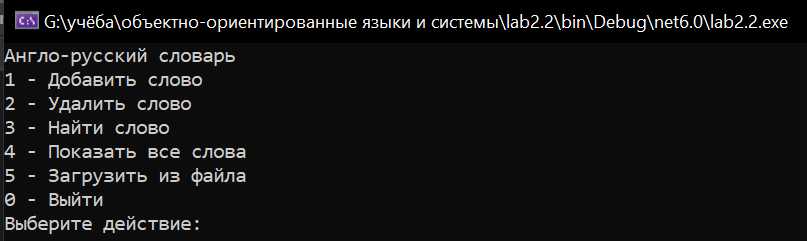 G:\учёба\объектно-ориентированные языки и системы\lab2.2\bin\Debug\net6.0\lab2.2.exe
Англо-русский словарь
1 - Добавить слово
2 - Удалить слово
3 - Найти слово
4 - Показать все слова
5 - Загрузить из файла
0 - Выйти
Выберите действие: